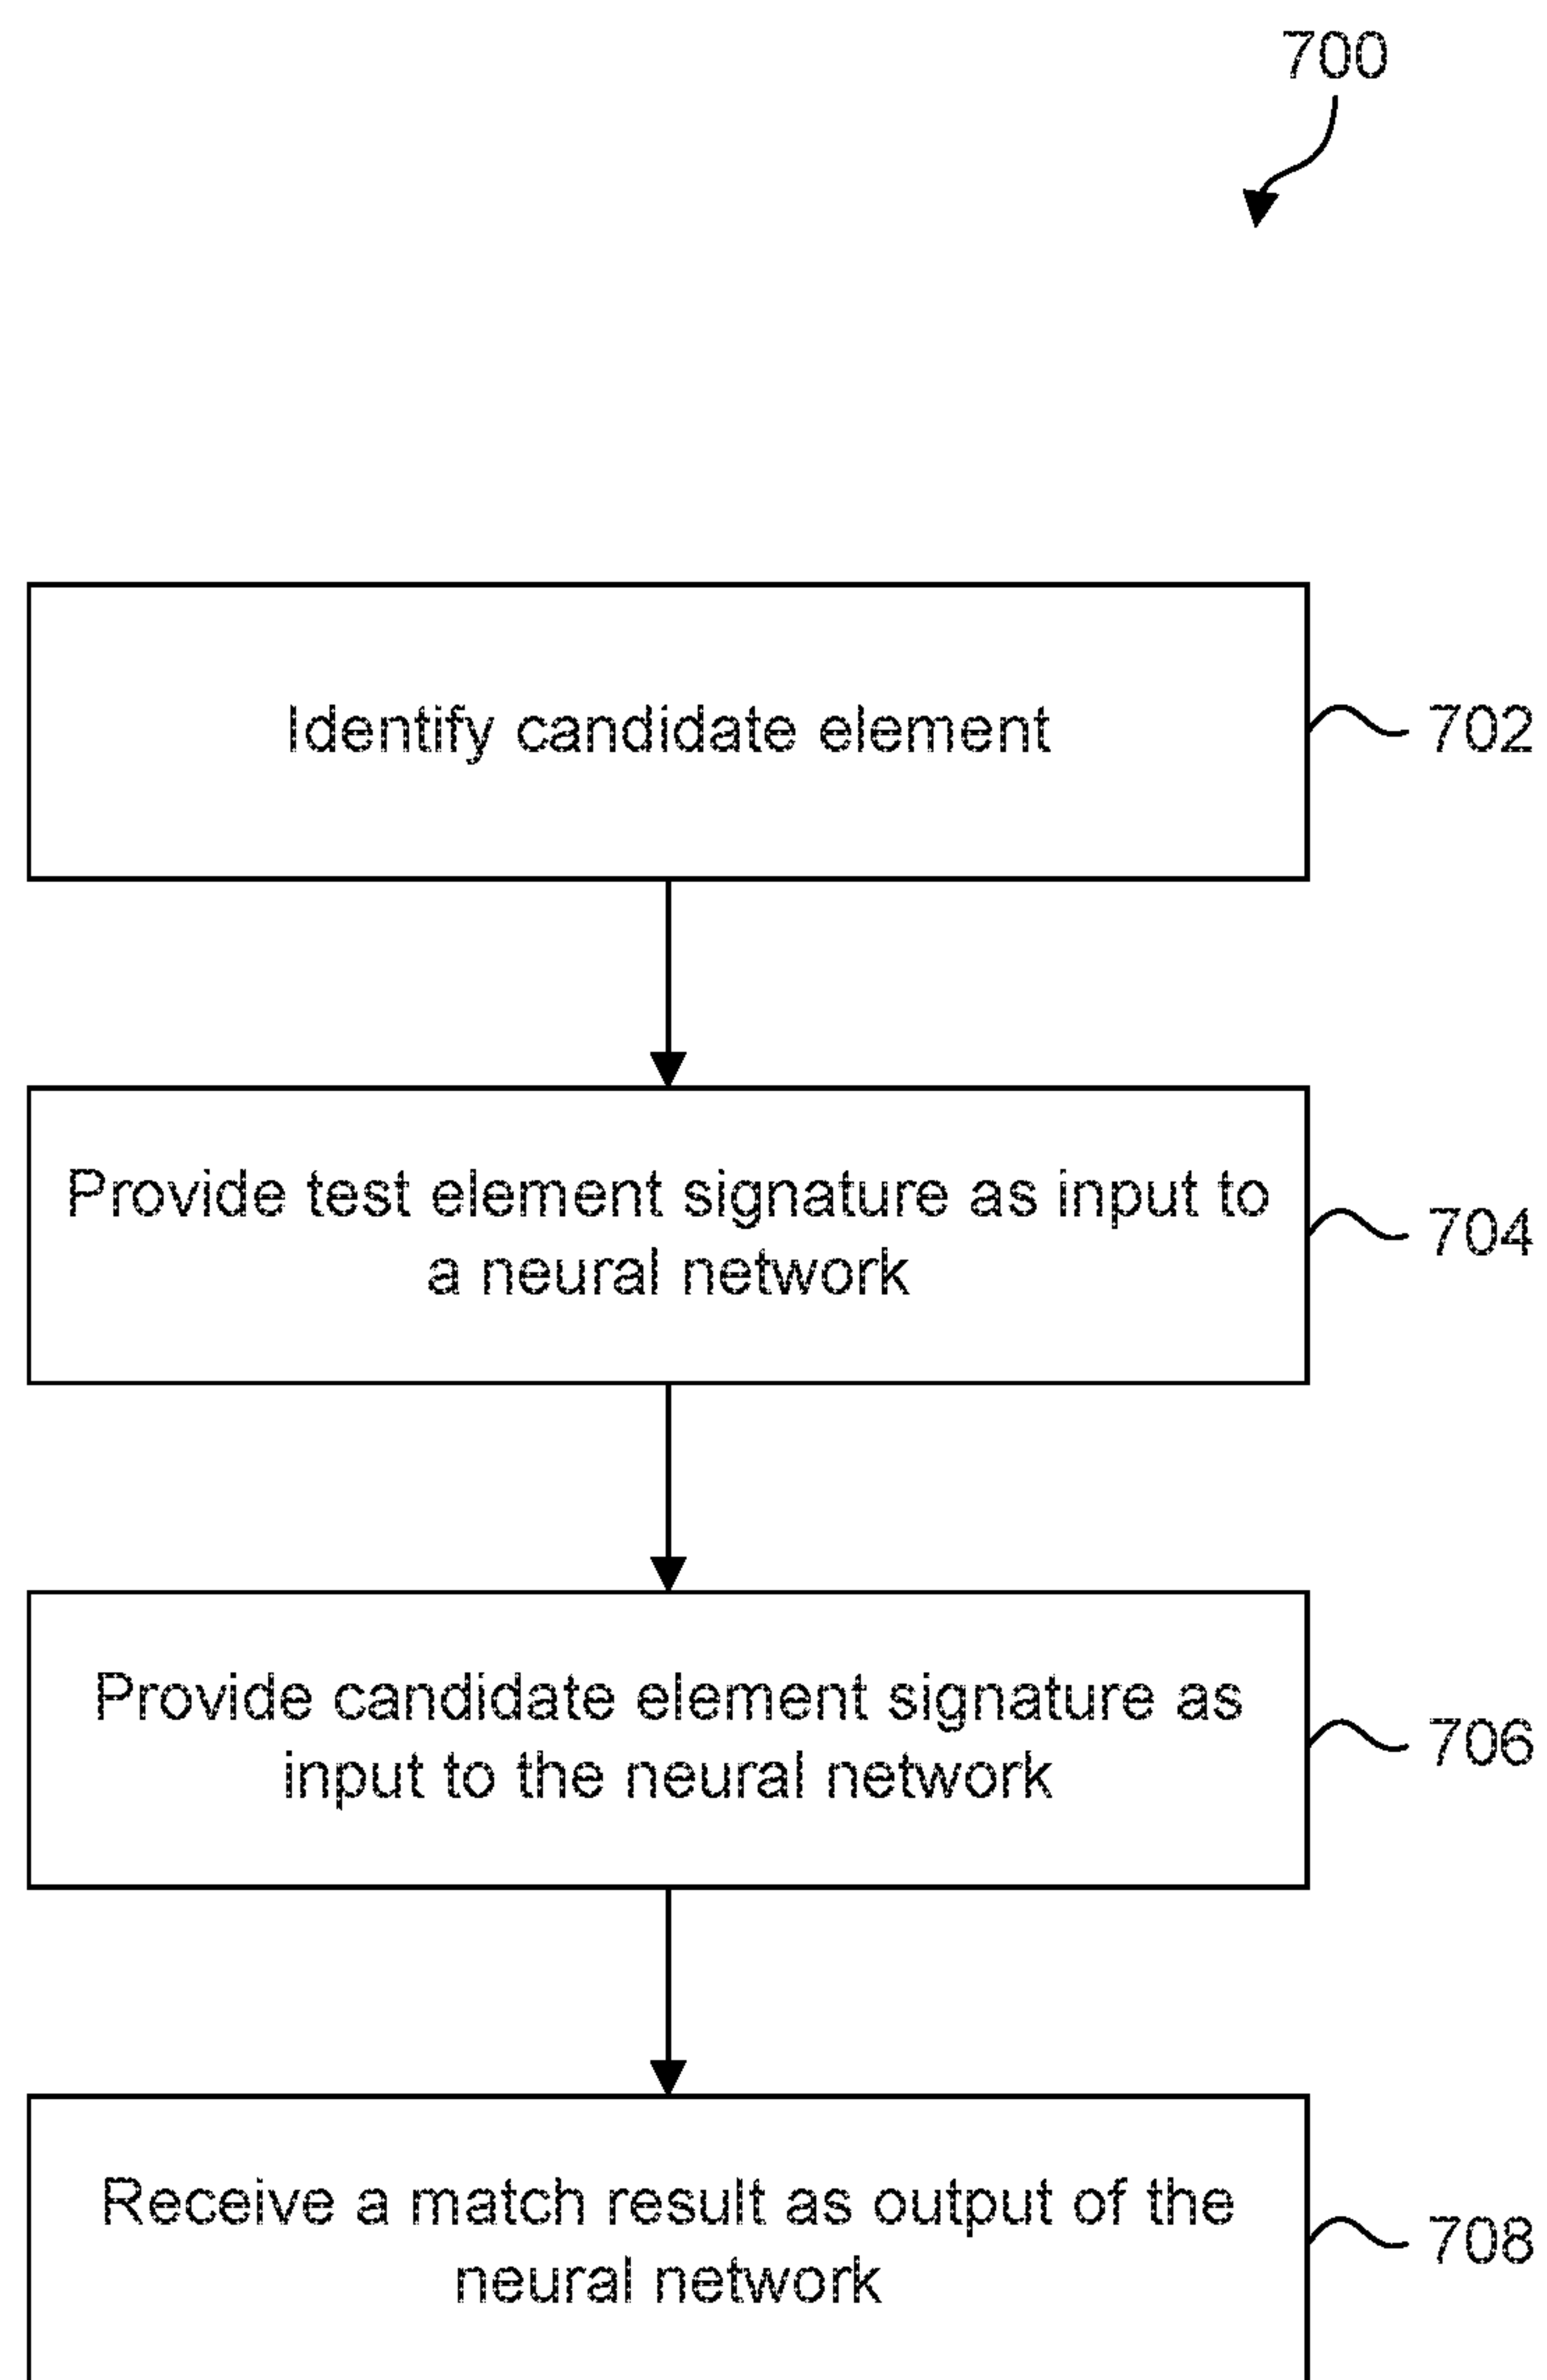 700
Identify candidate element
702
Provide test element signature as input to
a neural network
704
Provide candidate element signature as
input to the neural network
706
Receive a match result as output of the
neural network
708